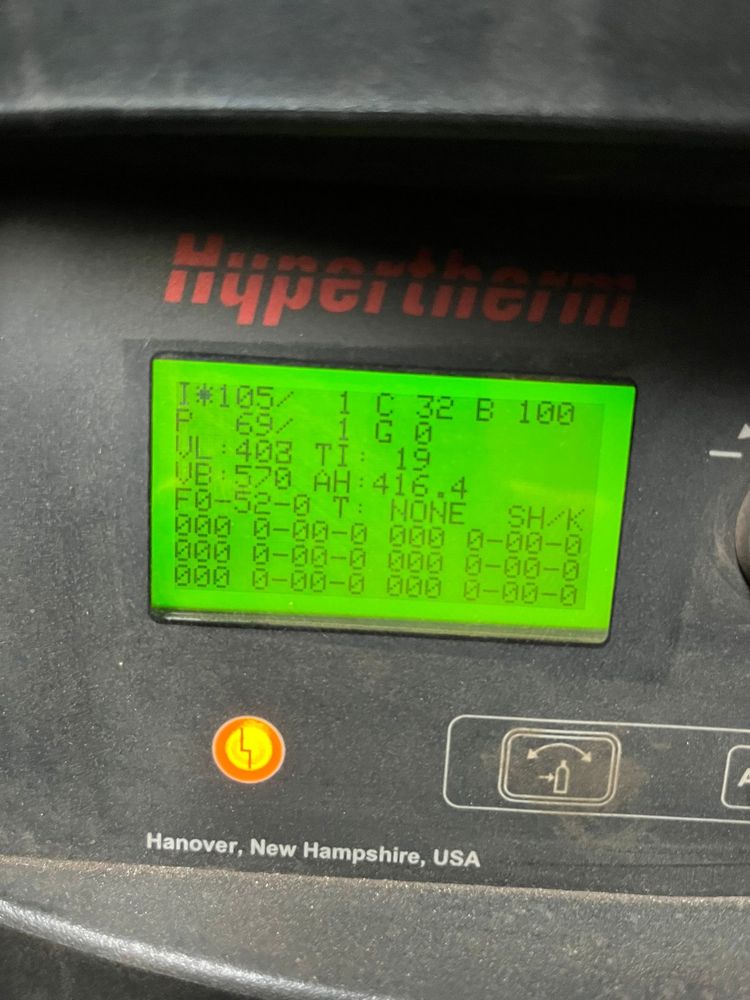 Hypertherm
I*105/ 1 C 32 B 100
P 69/ 1 G 0
VL:403 TI: 19
VB:570 AH:416.4
F0-52-0 T: NONE SH/K
000 0-00-0 000 0-00-0
000 0-00-0 000 0-00-0
000 0-00-0 000 0-00-0
A
Hanover, New Hampshire, USA